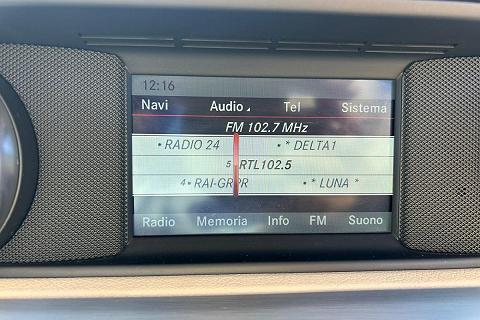 12:16
Navi Audio Tel Sistema
FM 102.7 MHz
• RADIO 24 • * DELTA1
5 RTL102.5
4 • RAI-GRPR • * LUNA *
Radio Memoria Info FM Suono